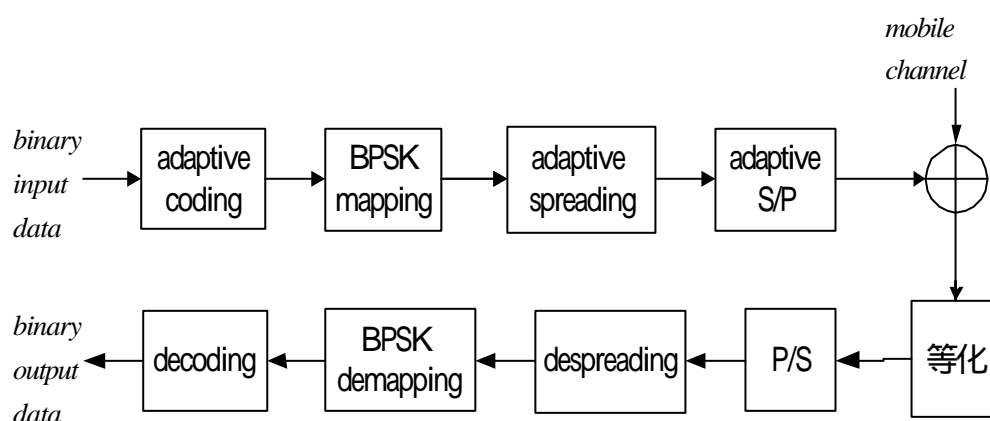 mobile
channel
binary
input
data
adaptive
coding
BPSK
mapping
adaptive
spreading
adaptive
S/P
binary
output
data
decoding
BPSK
demapping
despreading
P/S
等化